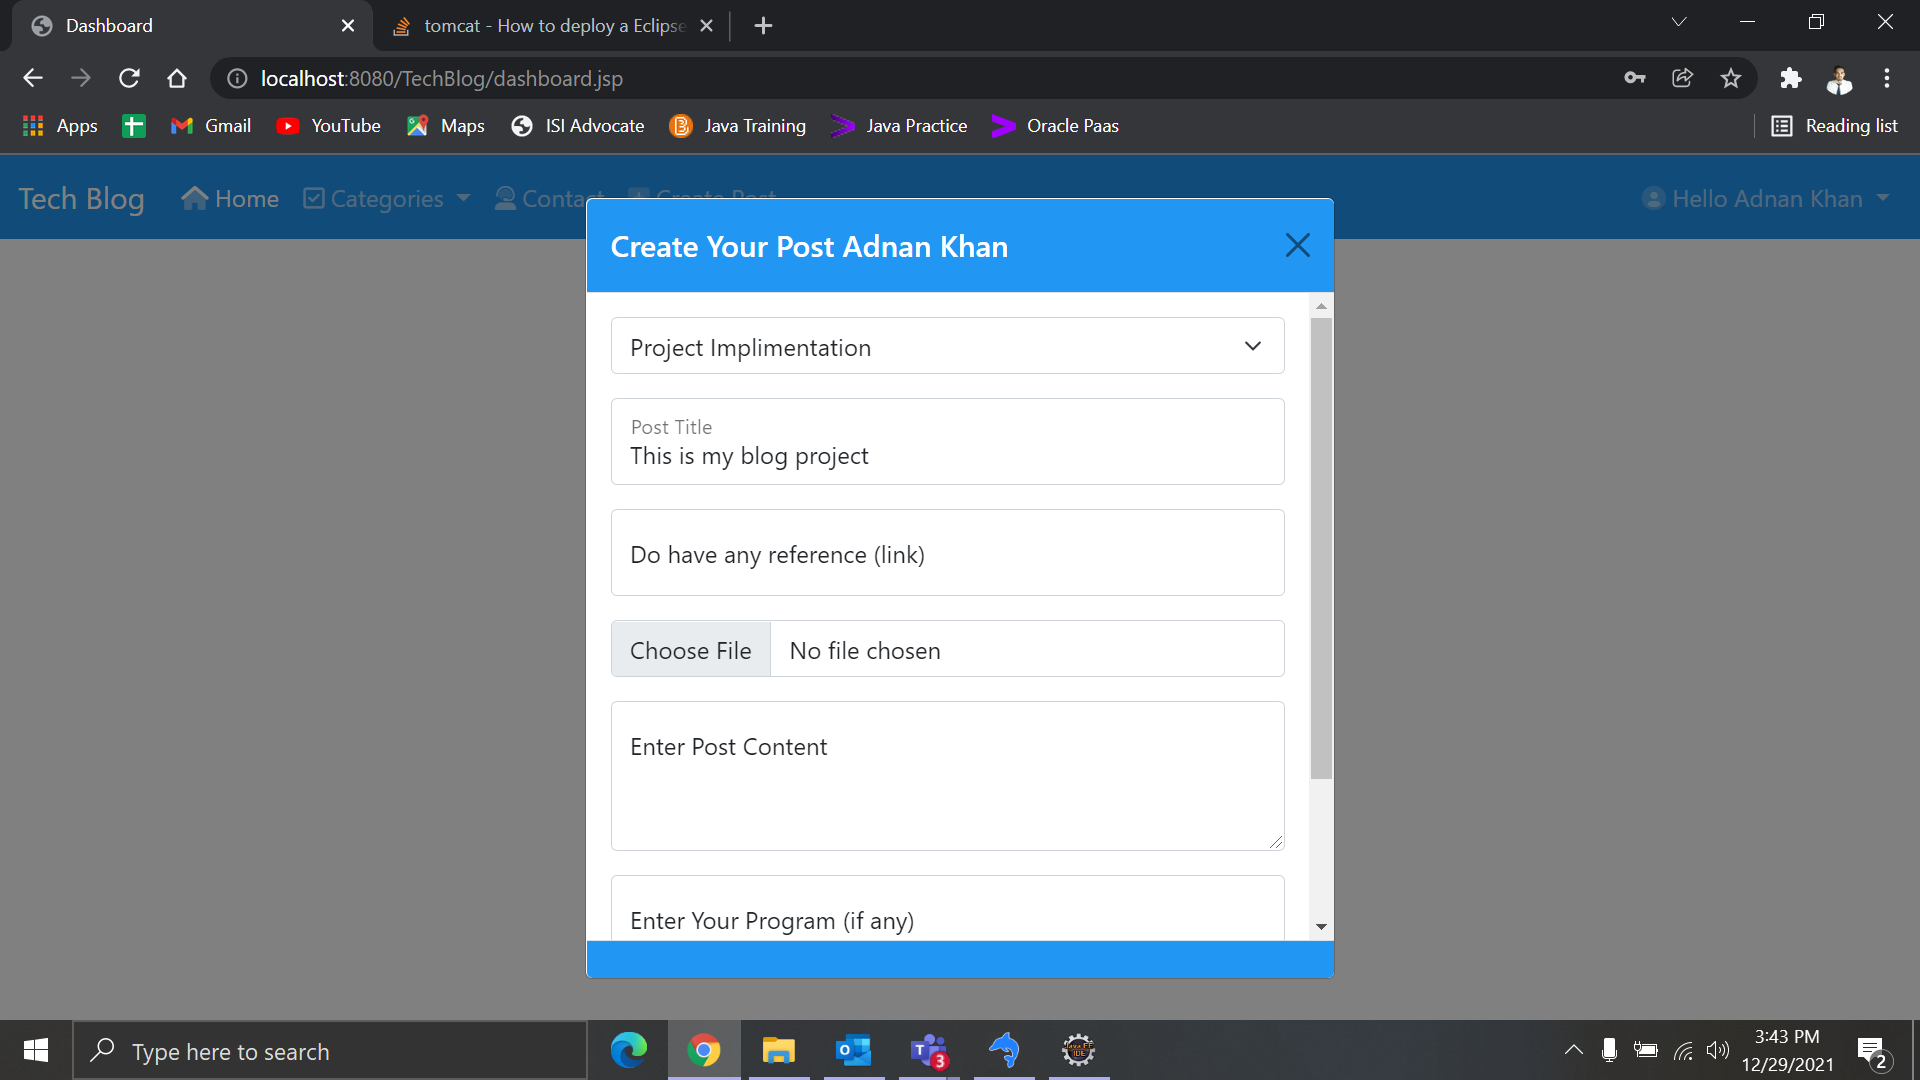 Dashboard
tomcat - How to deploy a Eclipse
localhost:8080/TechBlog/dashboard.jsp
Apps
Gmail
YouTube
Maps
ISI Advocate
Java Training
Java Practice
Oracle Paas
Reading list
Tech Blog
Home
Categories
Contact
Create Post
Hello Adnan Khan
Create Your Post Adnan Khan
Project Implimentation
Post Title
This is my blog project
Do have any reference (link)
Choose File No file chosen
Enter Post Content
Enter Your Program (if any)
Type here to search
3
Java EE
IDE
3:43 PM
12/29/2021
2